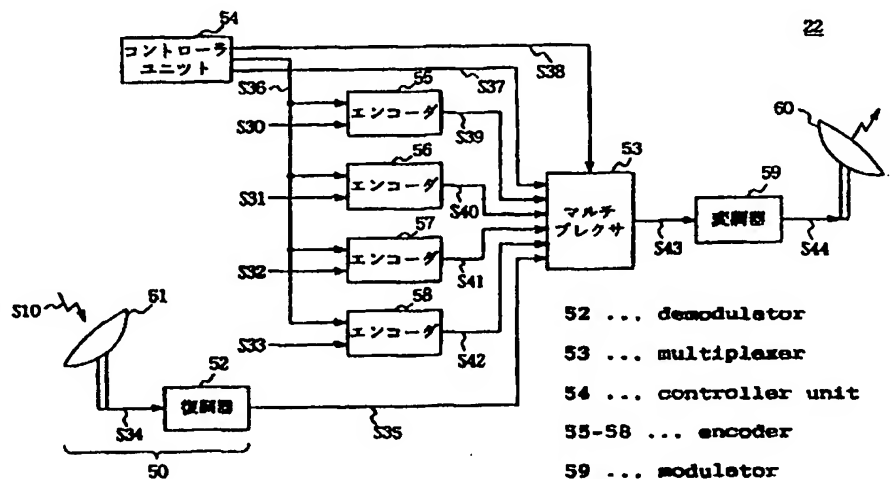 54
22
コントローラ
ユニット
S38
S36
S37
55
S30
エンコーダ
S39
60
56
53
59
S31
エンコーダ
S40
マルチ
プレクサ
変調器
57
S43
S44
S32
エンコーダ
S41
S10
51
58
S33
エンコーダ
S42
52
復調器
S34
S35
50
52 ... demodulator
53 ... multiplexer
54 ... controller unit
55-58 ... encoder
59 ... modulator